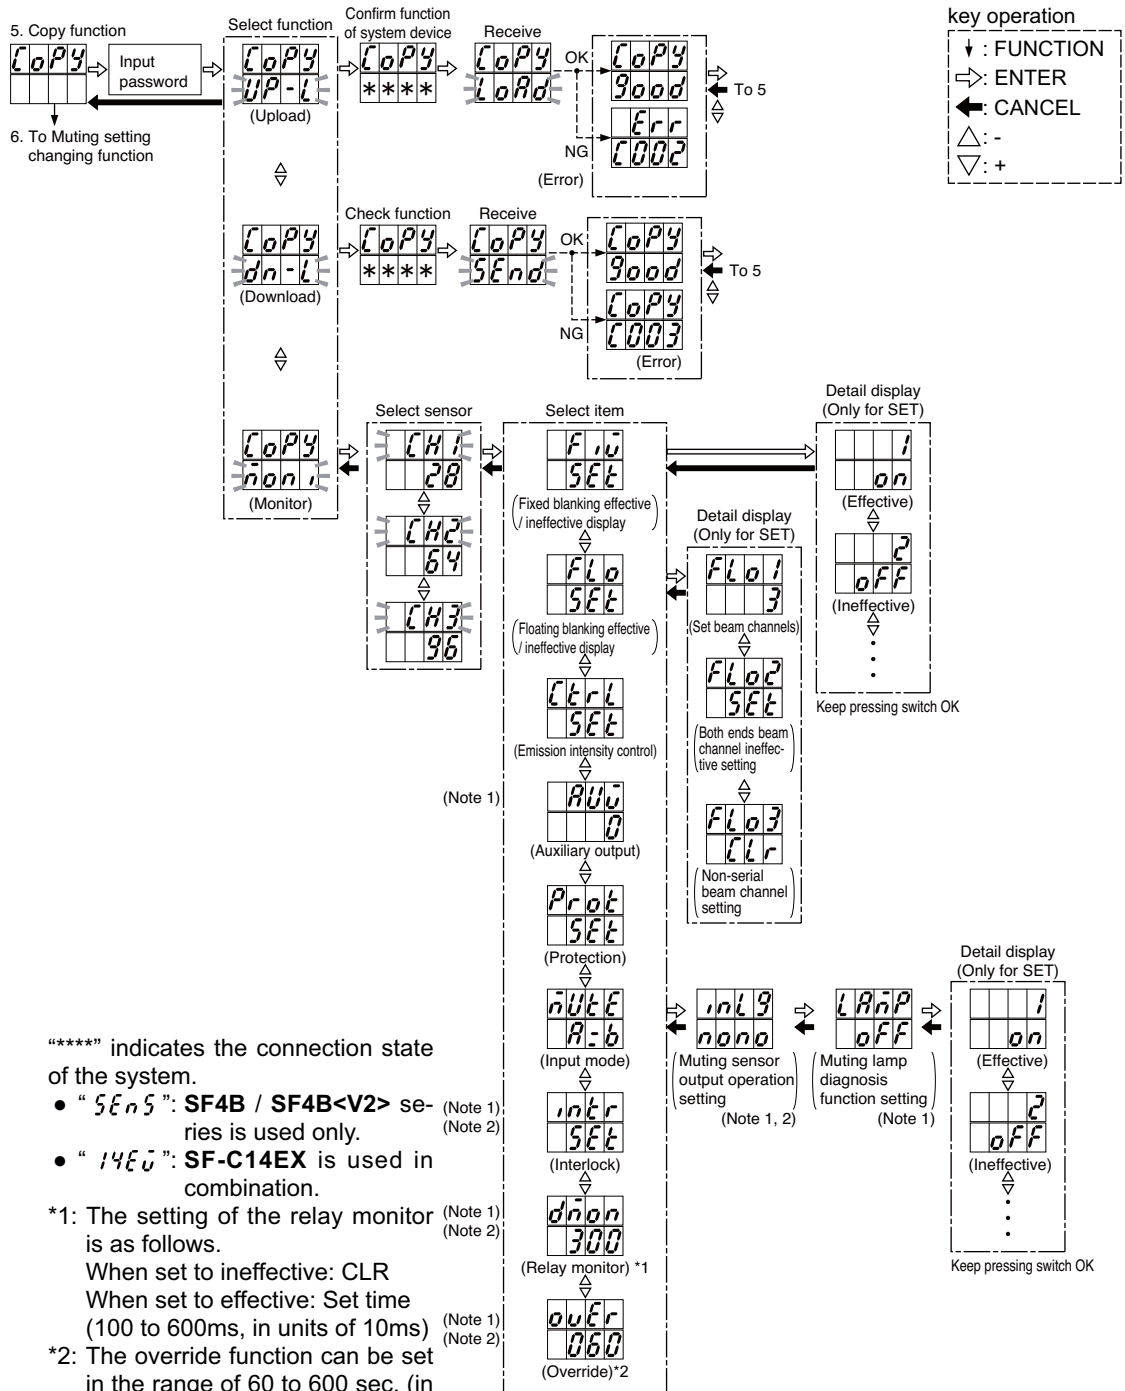 5. Copy function
CoPY
Input
password
6. To Muting setting
changing function
Select function
CoPY
UP-L
(Upload)
CoPY
dn-L
(Download)
CoPY
moni
(Monitor)
Confirm function
of system device
CoPY
****
Receive
CoPY
LoAd
OK
NG
CoPY
good
Err
C002
(Error)
To 5
Check function
CoPY
****
Receive
CoPY
SEnd
OK
NG
CoPY
good
CoPY
C003
(Error)
To 5
key operation
: FUNCTION
: ENTER
: CANCEL
△: -
▽: +
Select sensor
CH1
28
CH2
64
CH3
96
Select item
Fix
SEt
(Fixed blanking effective
/ ineffective display)
FLo
SEt
(Floating blanking effective
/ ineffective display)
CtrL
SEt
(Emission intensity control)
(Note 1)
AUx
0
(Auxiliary output)
Prot
SEt
(Protection)
mUtE
A=b
(Input mode)
(Note 1)
(Note 2)
intr
SEt
(Interlock)
(Note 1)
(Note 2)
dmon
300
(Relay monitor) *1
(Note 1)
(Note 2)
ovEr
060
(Override)*2
Detail display
(Only for SET)
FLo1
3
(Set beam channels)
FLo2
SEt
(Both ends beam
channel ineffec-
tive setting)
FLo3
CLr
(Non-serial
beam channel
setting)
Detail display
(Only for SET)
1
on
(Effective)
2
oFF
(Ineffective)
Keep pressing switch OK
inL9
nono
(Muting sensor
output operation
setting)
(Note 1, 2)
LAmP
oFF
(Muting lamp
diagnosis
function setting)
(Note 1)
Detail display
(Only for SET)
1
on
(Effective)
2
oFF
(Ineffective)
Keep pressing switch OK
“****” indicates the connection state
of the system.
● “ SEnS ”: SF4B / SF4B<V2> se-
ries is used only.
● “ 14Ex ”: SF-C14EX is used in
combination.
*1: The setting of the relay monitor
is as follows.
When set to ineffective: CLR
When set to effective: Set time
(100 to 600ms, in units of 10ms)
*2: The override function can be set
in the range of 60 to 600 sec. (in